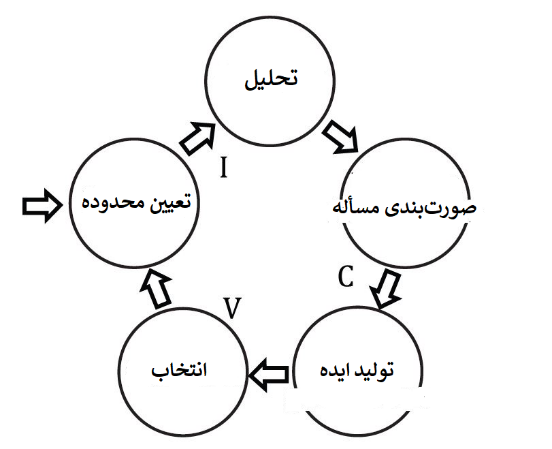 تحلیل
I
تعیین محدوده
صورت‌بندی مسأله
C
V
انتخاب
تولید ایده